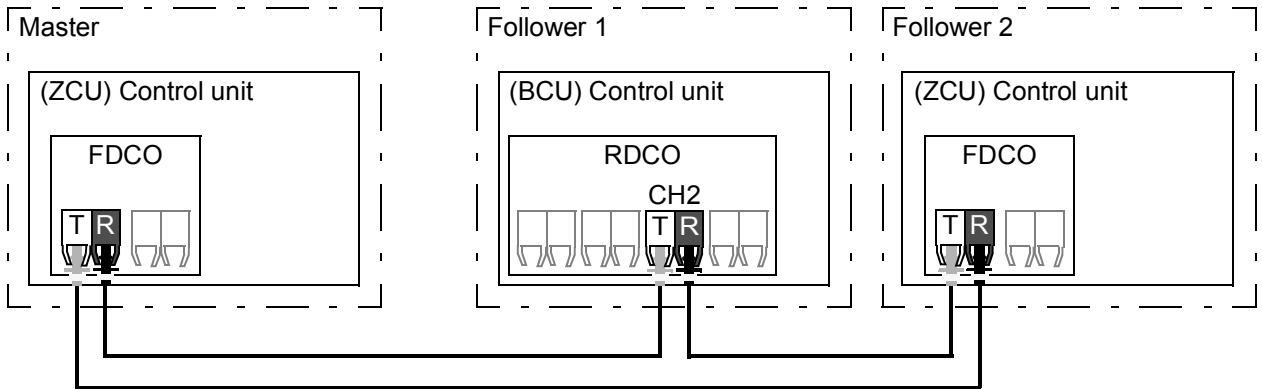 Master
(ZCU) Control unit
FDCO
T R
Follower 1
(BCU) Control unit
RDCO
CH2
T R
Follower 2
(ZCU) Control unit
FDCO
T R